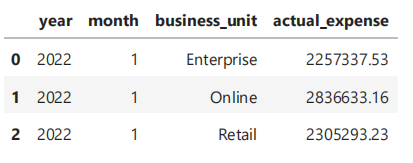 year month business_unit actual_expense
0 2022 1 Enterprise 2257337.53
1 2022 1 Online 2836633.16
2 2022 1 Retail 2305293.23